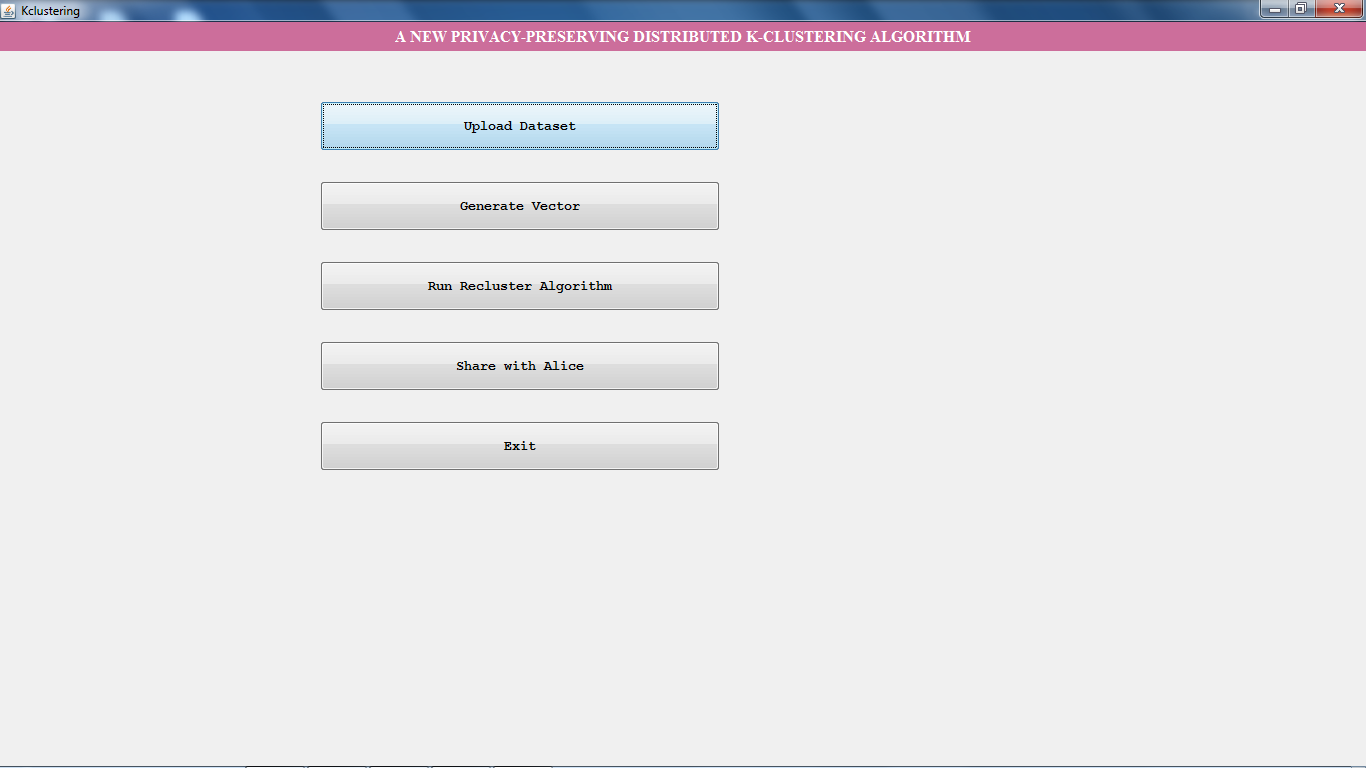 Kclustering
A NEW PRIVACY-PRESERVING DISTRIBUTED K-CLUSTERING ALGORITHM
Upload Dataset
Generate Vector
Run Recluster Algorithm
Share with Alice
Exit